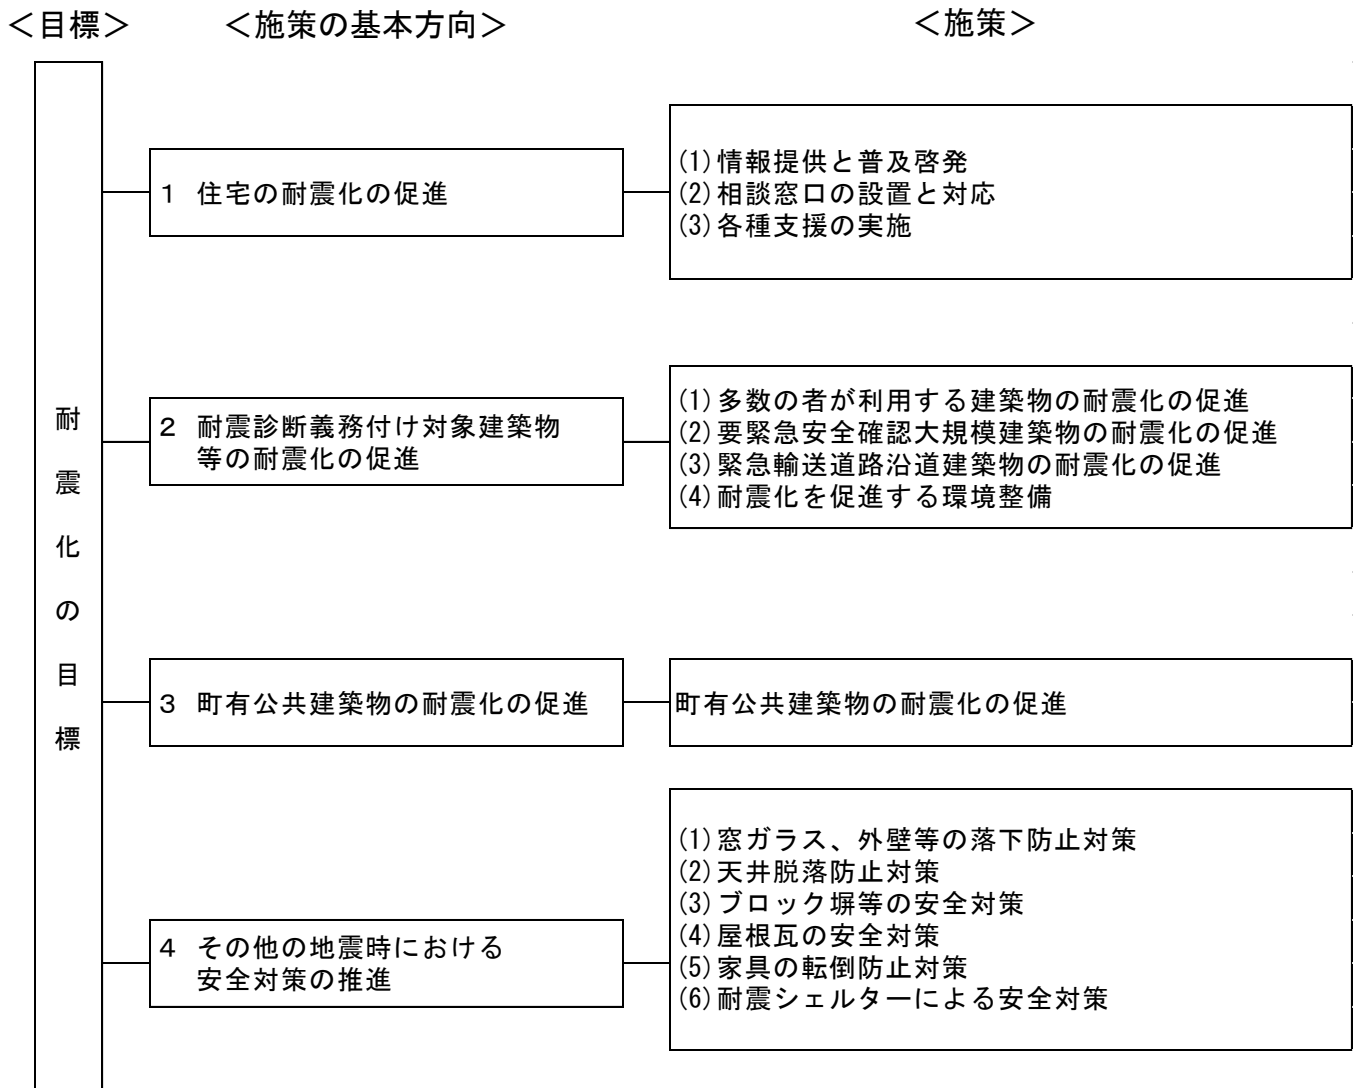 ＜目標＞
＜施策の基本方向＞
＜施策＞
耐震化の目標
1 住宅の耐震化の促進
(1)情報提供と普及啓発
(2)相談窓口の設置と対応
(3)各種支援の実施
2 耐震診断義務付け対象建築物
等の耐震化の促進
(1)多数の者が利用する建築物の耐震化の促進
(2)要緊急安全確認大規模建築物の耐震化の促進
(3)緊急輸送道路沿道建築物の耐震化の促進
(4)耐震化を促進する環境整備
3 町有公共建築物の耐震化の促進
町有公共建築物の耐震化の促進
4 その他の地震時における
安全対策の推進
(1)窓ガラス、外壁等の落下防止対策
(2)天井脱落防止対策
(3)ブロック塀等の安全対策
(4)屋根瓦の安全対策
(5)家具の転倒防止対策
(6)耐震シェルターによる安全対策